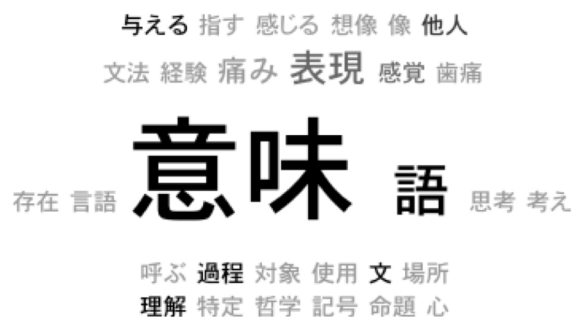 与える 指す 感じる 想像 像 他人
文法 経験 痛み 表現 感覚 歯痛
存在 言語 意味 語 思考 考え
呼ぶ 過程 対象 使用 文 場所
理解 特定 哲学 記号 命題 心